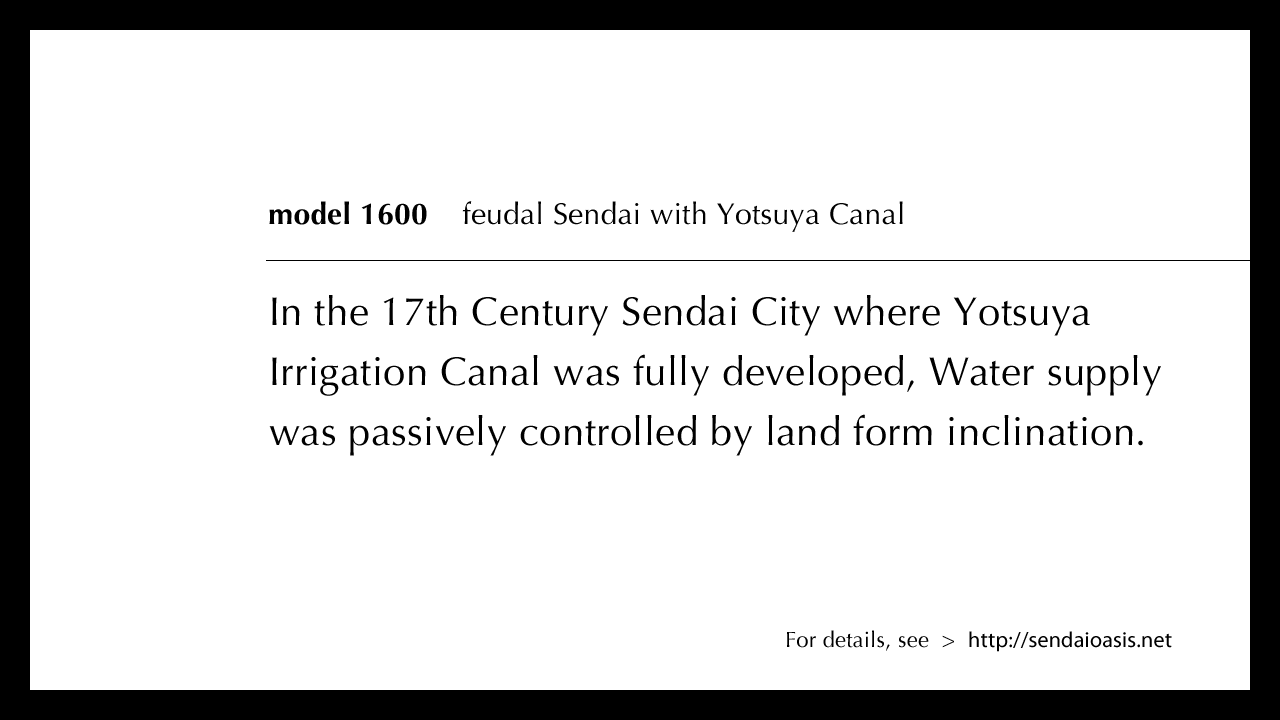 model 1600 feudal Sendai with Yotsuya Canal
In the 17th Century Sendai City where Yotsuya
Irrigation Canal was fully developed, Water supply
was passively controlled by land form inclination.
For details, see > http://sendaioasis.net